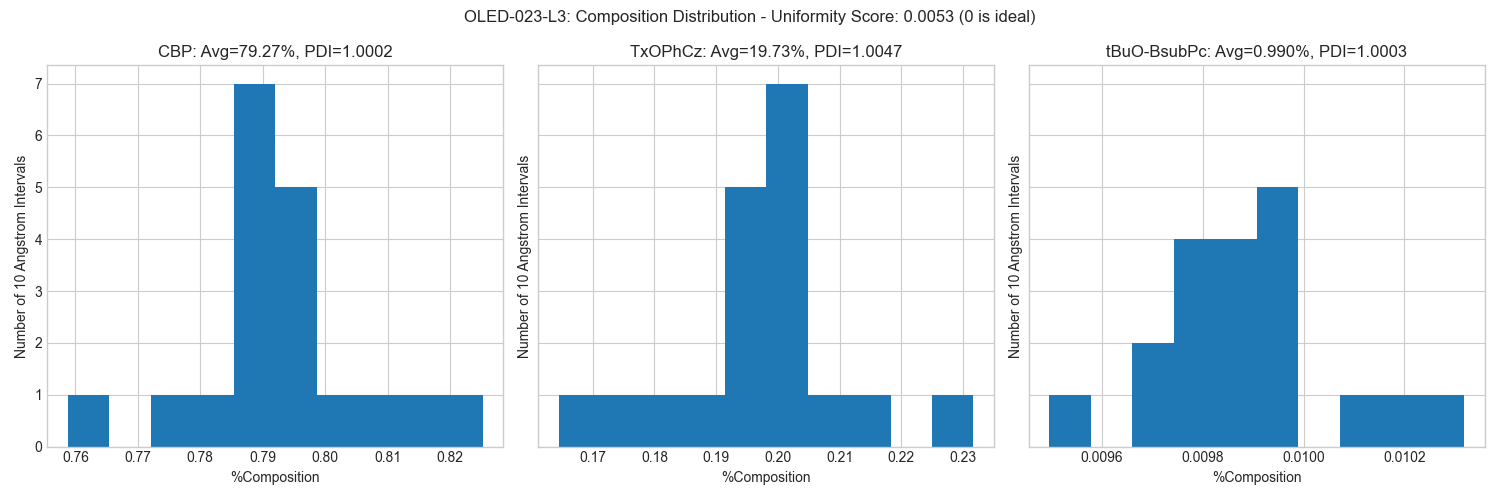 OLED-023-L3: Composition Distribution - Uniformity Score: 0.0053 (0 is ideal)
CBP: Avg=79.27%, PDI=1.0002
TxOPhCz: Avg=19.73%, PDI=1.0047
tBuO-BsubPc: Avg=0.990%, PDI=1.0003
Number of 10 Angstrom Intervals
7
6
5
4
3
2
1
0
0.76 0.77 0.78 0.79 0.80 0.81 0.82
%Composition
Number of 10 Angstrom Intervals
0.17 0.18 0.19 0.20 0.21 0.22 0.23
%Composition
Number of 10 Angstrom Intervals
0.0096 0.0098 0.0100 0.0102
%Composition